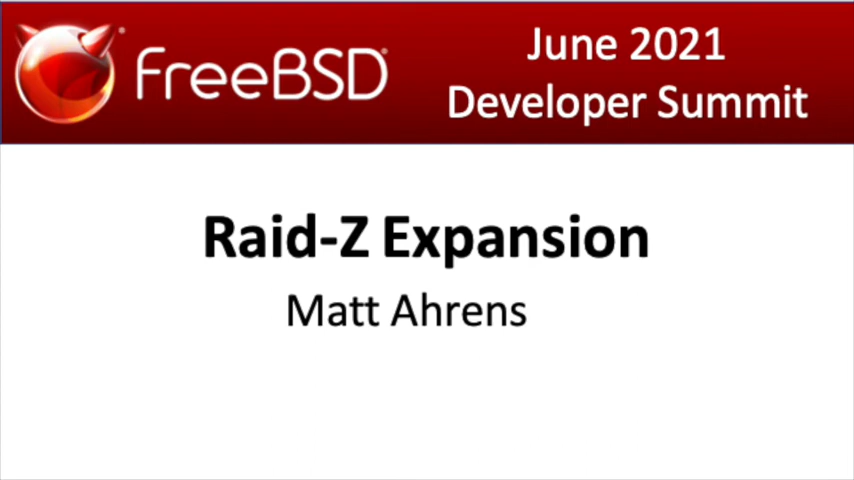 FreeBSD
June 2021
Developer Summit
Raid-Z Expansion
Matt Ahrens